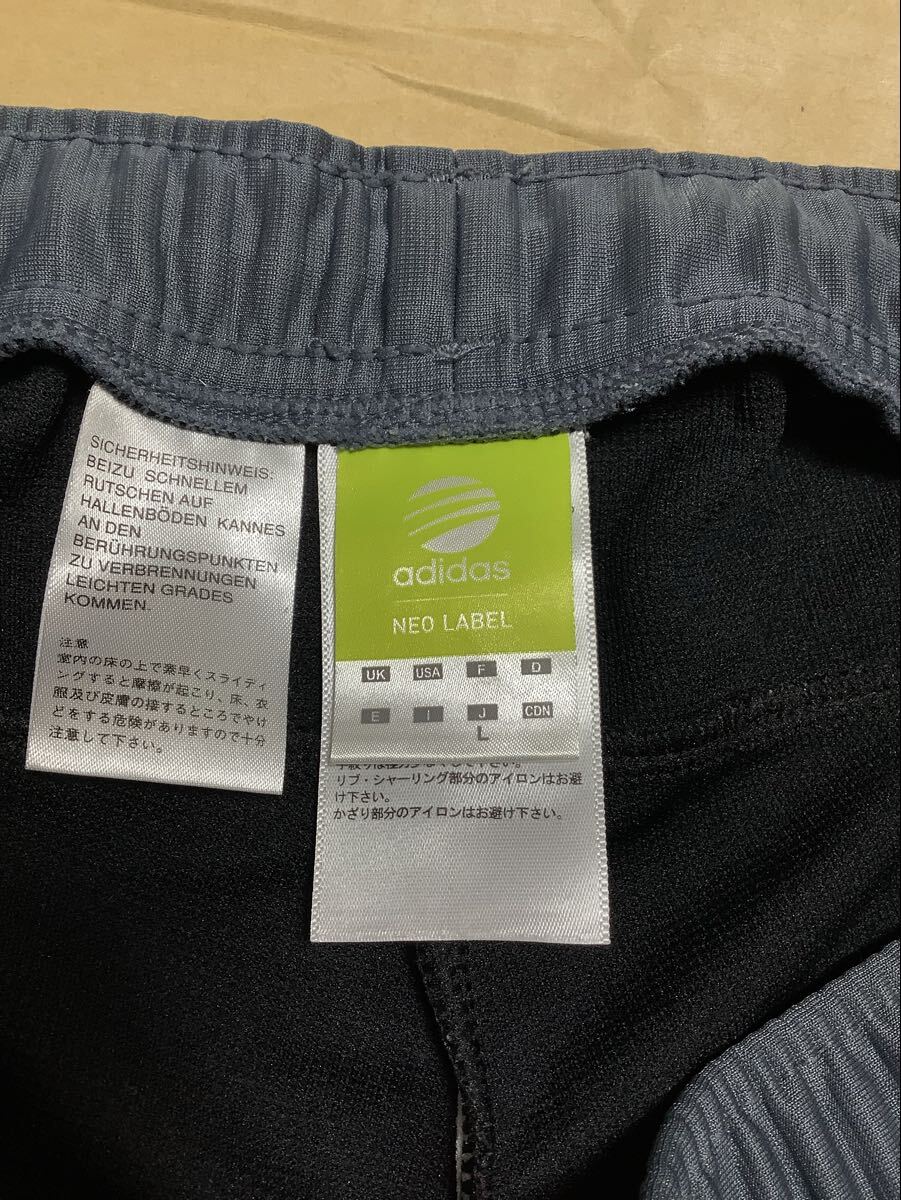 SICHERHEITSHINWEIS:
BEIZU SCHNELLEM
RUTSCHEN AUF
HALLENBÖDEN KANNES
AN DEN
BERÜHRUNGSPUNKTEN
ZU VERBRENNUNGEN
LEICHTEN GRADES
KOMMEN.
注意
室内の床の上で素早くスライディ
ングすると摩擦が起こり、床、衣
服及び皮膚の接するところでやけ
どをする危険がありますので十分
注意して下さい。
adidas
NEO LABEL
UK USA F D
E I J CDN
L
リブ・シャーリング部分のアイロンはお避
け下さい。
かざり部分のアイロンはお避け下さい。